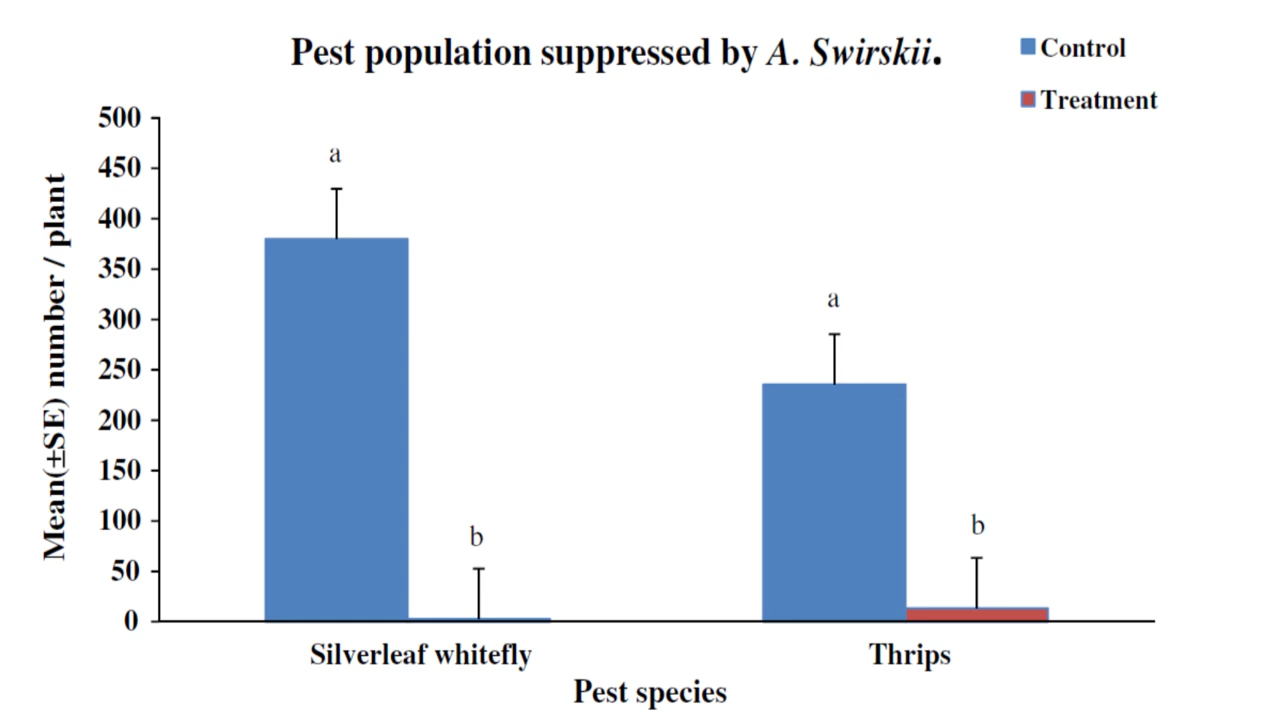 Pest population suppressed by A. Swirskii.
Control
Treatment
Mean(±SE) number / plant
500
450
400
350
300
250
200
150
100
50
0
a
b
a
b
Silverleaf whitefly
Thrips
Pest species